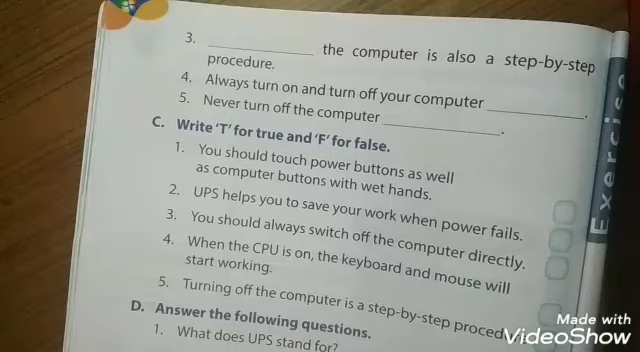 3. ____________ the computer is also a step-by-step
procedure.
4. Always turn on and turn off your computer ____________.
5. Never turn off the computer ____________.
C. Write 'T' for true and 'F' for false.
1. You should touch power buttons as well
as computer buttons with wet hands.
2. UPS helps you to save your work when power fails.
3. You should always switch off the computer directly.
4. When the CPU is on, the keyboard and mouse will
start working.
5. Turning off the computer is a step-by-step
D. Answer the following questions.
1. What does UPS stand for?
Exercise
Made with
VideoShow